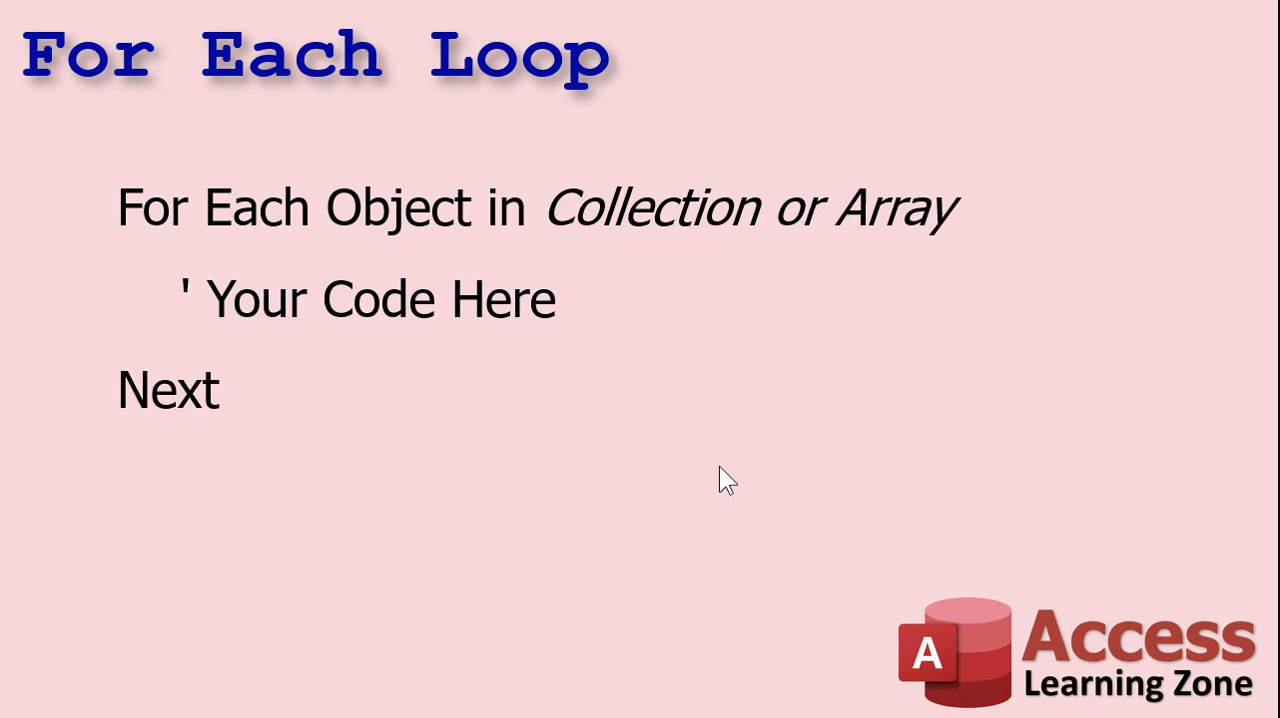 For Each Loop
For Each Object in Collection or Array
' Your Code Here
Next
A
Access
Learning Zone